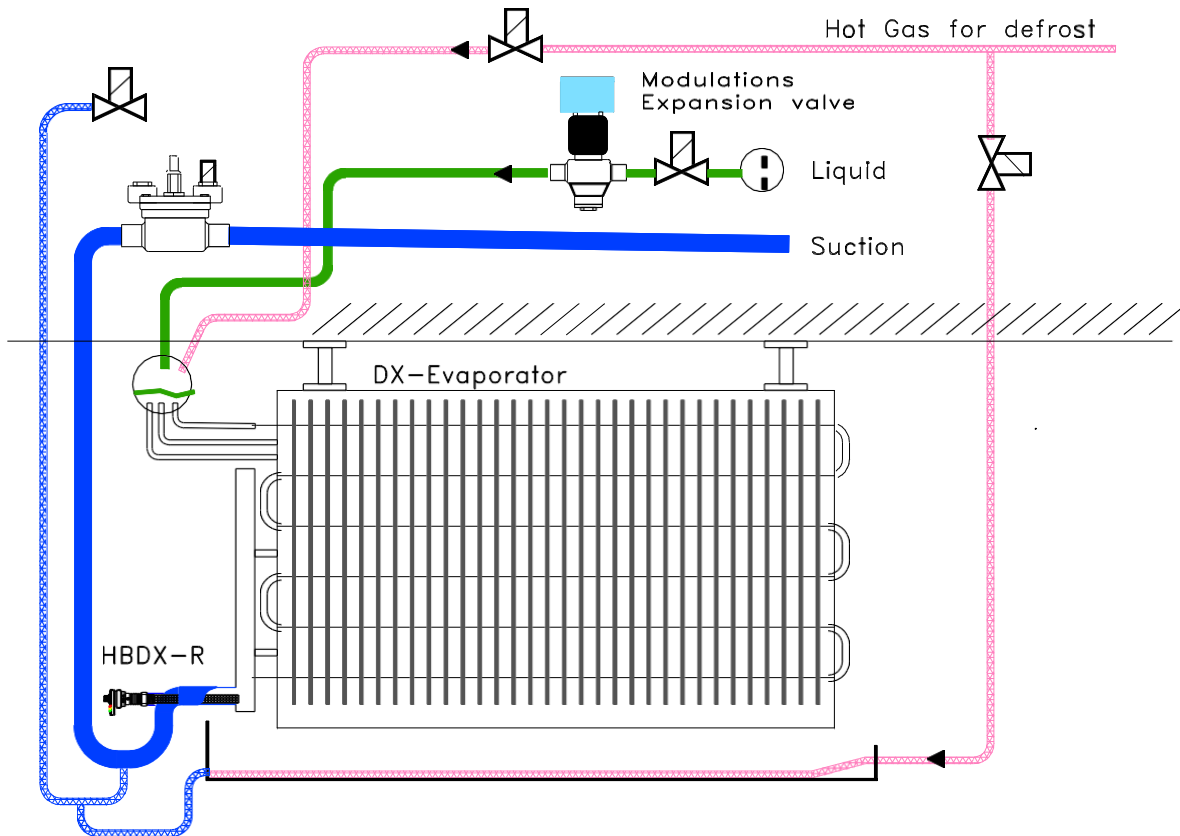 Hot Gas for defrost
Modulations
Expansion valve
Liquid
Suction
DX-Evaporator
HBDX-R